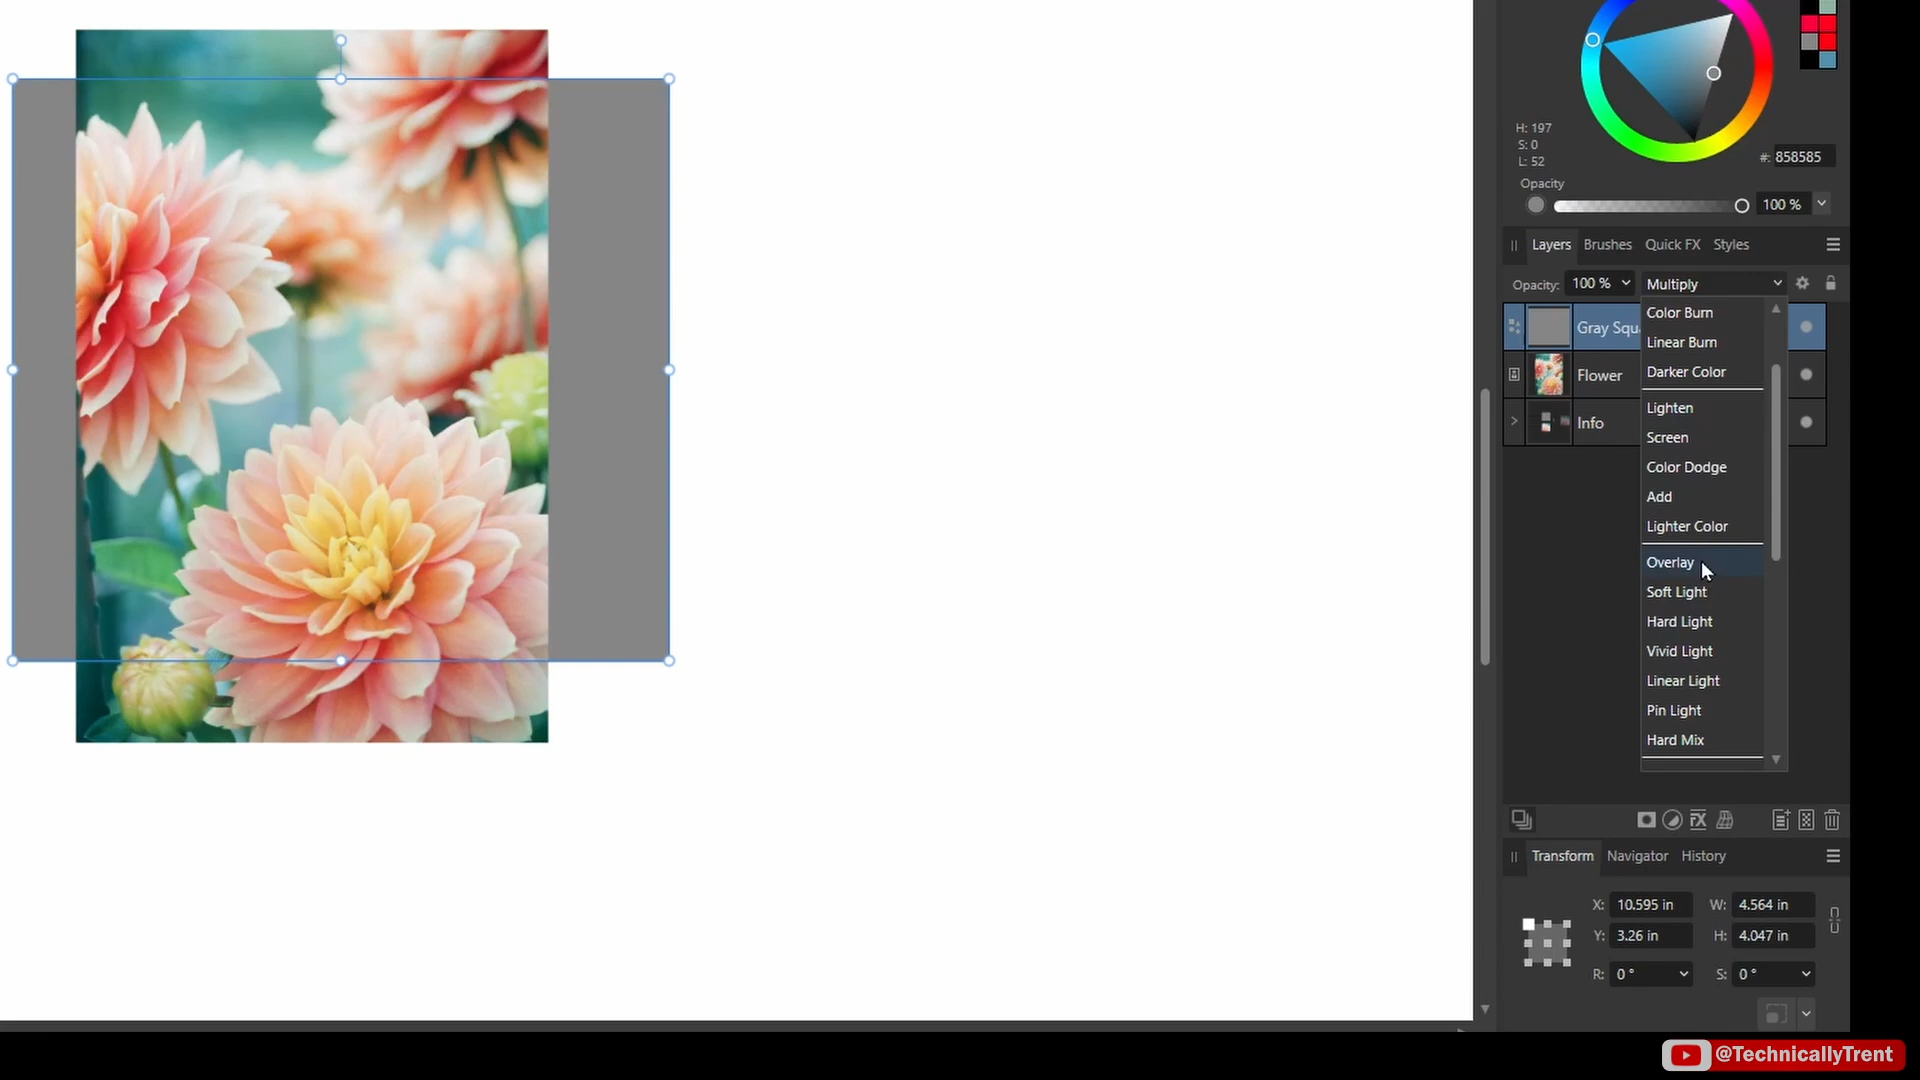 H: 197
S: 0
L: 52
#: 858585
Opacity
100 %
Layers Brushes Quick FX Styles
Opacity: 100 % Multiply
Gray Squ
Flower
Info
Color Burn
Linear Burn
Darker Color
Lighten
Screen
Color Dodge
Add
Lighter Color
Overlay
Soft Light
Hard Light
Vivid Light
Linear Light
Pin Light
Hard Mix
FX
Transform Navigator History
X: 10.595 in W: 4.564 in
Y: 3.26 in H: 4.047 in
R: 0 ° S: 0 °
@TechnicallyTrent